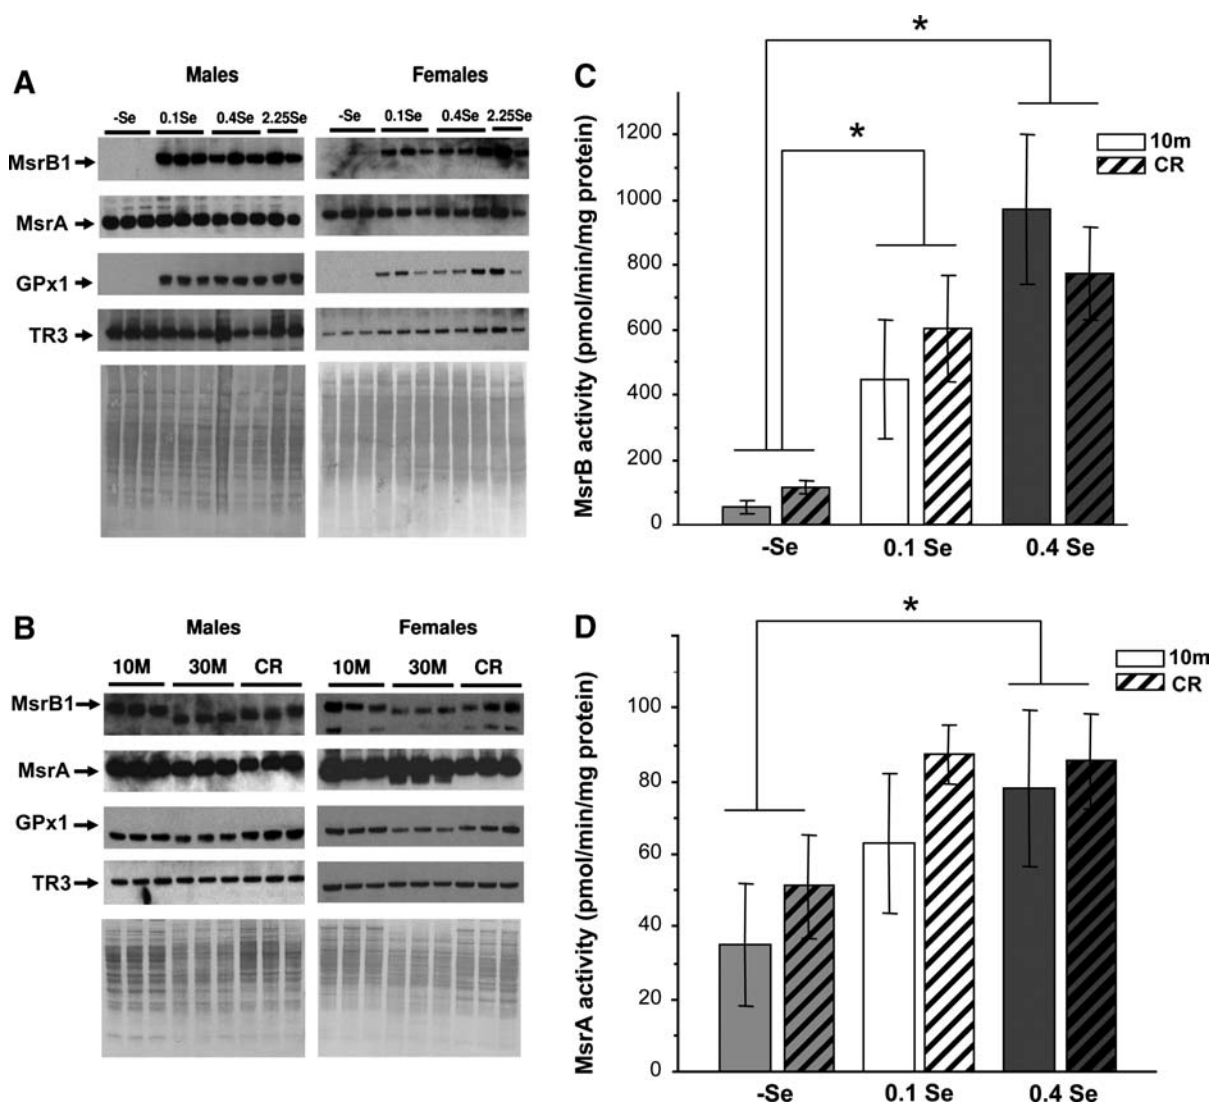 A
Males
Females
-Se 0.1Se 0.4Se 2.25Se
-Se 0.1Se 0.4Se 2.25Se
MsrB1
MsrA
GPx1
TR3
B
Males
Females
10M 30M CR
10M 30M CR
MsrB1
MsrA
GPx1
TR3
C
*
*
MsrB activity (pmol/min/mg protein)
1200
1000
800
600
400
200
0
10m
CR
-Se 0.1 Se 0.4 Se
D
*
MsrA activity (pmol/min/mg protein)
100
80
60
40
20
0
10m
CR
-Se 0.1 Se 0.4 Se